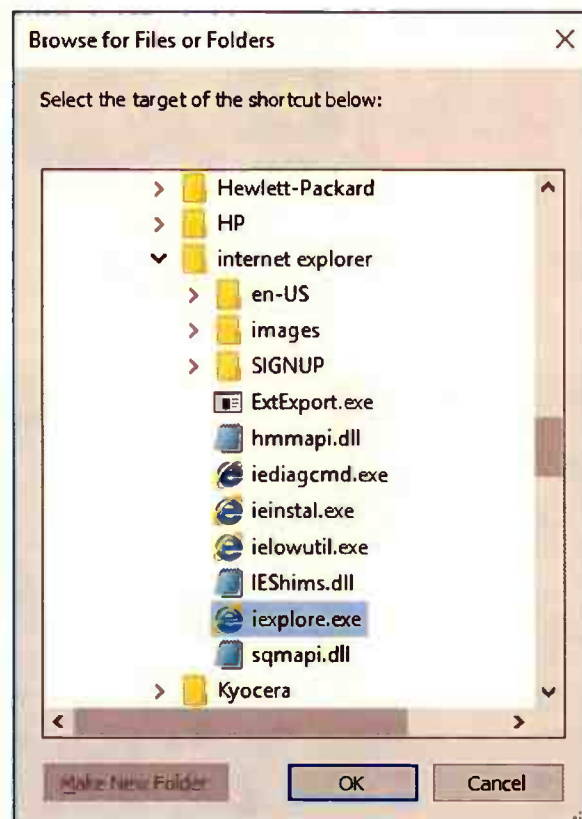 Browse for Files or Folders
Select the target of the shortcut below:
Hewlett-Packard
HP
internet explorer
en-US
images
SIGNUP
ExtExport.exe
hmmapi.dll
iediagcmd.exe
ieinstal.exe
ielowutil.exe
IEShims.dll
iexplore.exe
sqmapi.dll
Kyocera
Make New Folder
OK
Cancel